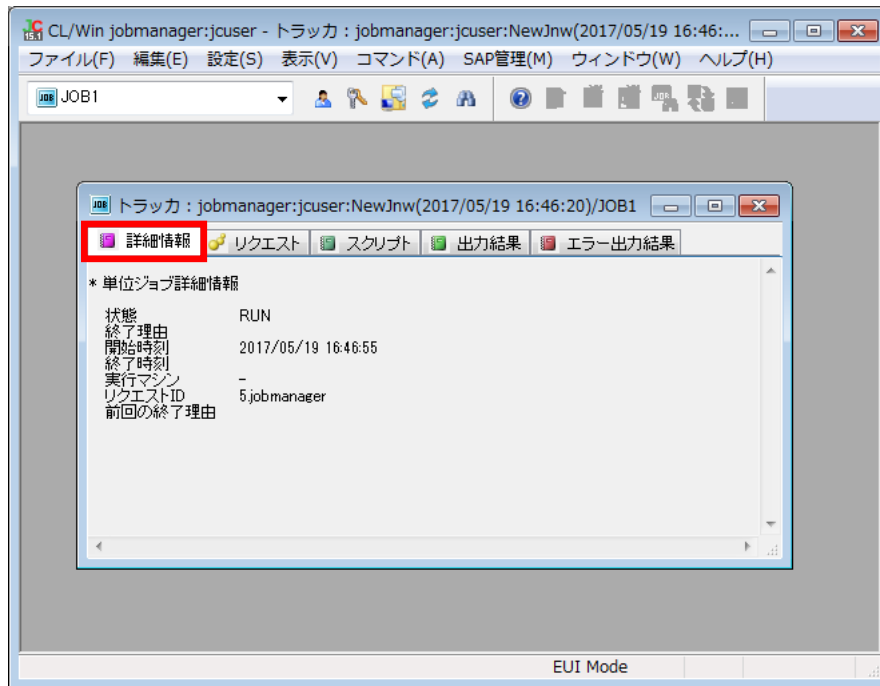 CL/Win jobmanager:jcuser - トラッカ : jobmanager:jcuser:NewJnw(2017/05/19 16:46:...
ファイル(F) 編集(E) 設定(S) 表示(V) コマンド(A) SAP管理(M) ウィンドウ(W) ヘルプ(H)
JOB JOB1
JOB トラッカ : jobmanager:jcuser:NewJnw(2017/05/19 16:46:20)/JOB1
詳細情報 リクエスト スクリプト 出力結果 エラー出力結果
* 単位ジョブ詳細情報
状態 RUN
終了理由
開始時刻 2017/05/19 16:46:55
終了時刻
実行マシン -
リクエストID 5.jobmanager
前回の終了理由
EUI Mode